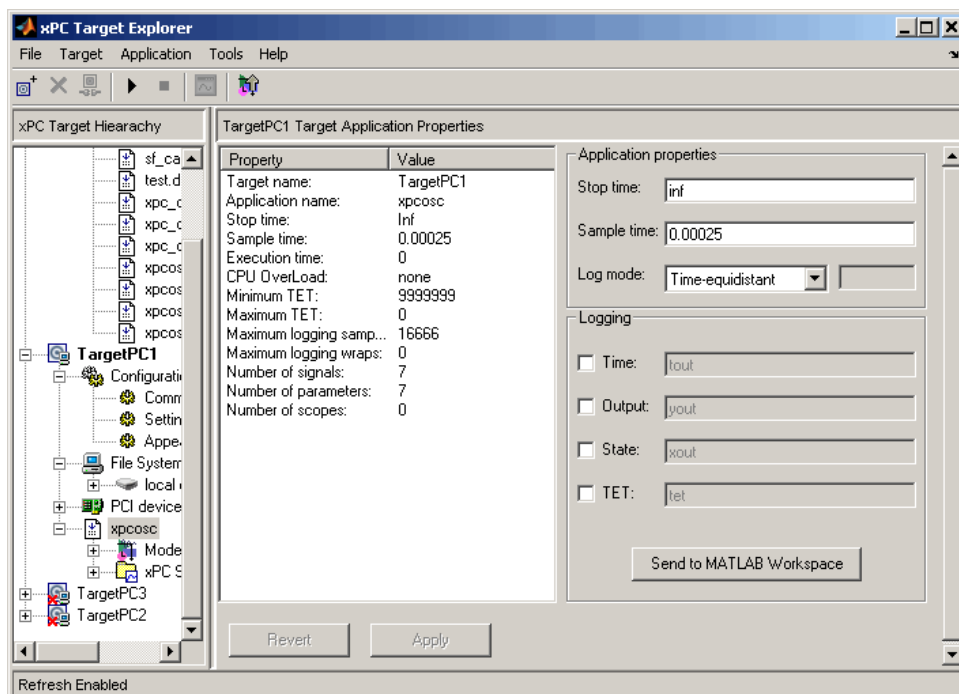 xPC Target Explorer
File Target Application Tools Help
xPC Target Hiearachy
sf_ca
test.d
xpc_
xpc_
xpc_
xpcos
xpcos
xpcos
xpcos
TargetPC1
Configurati
Comm
Settin
Appe
File System
local
PCI device
xpcosc
Mode
xPC S
TargetPC3
TargetPC2
TargetPC1 Target Application Properties
Property Value
Target name: TargetPC1
Application name: xpcosc
Stop time: Inf
Sample time: 0.00025
Execution time: 0
CPU OverLoad: none
Minimum TET: 9999999
Maximum TET: 0
Maximum logging samp... 16666
Maximum logging wraps: 0
Number of signals: 7
Number of parameters: 7
Number of scopes: 0
Application properties
Stop time: inf
Sample time: 0.00025
Log mode: Time-equidistant
Logging
Time: tout
Output: yout
State: xout
TET: tet
Send to MATLAB Workspace
Revert Apply
Refresh Enabled